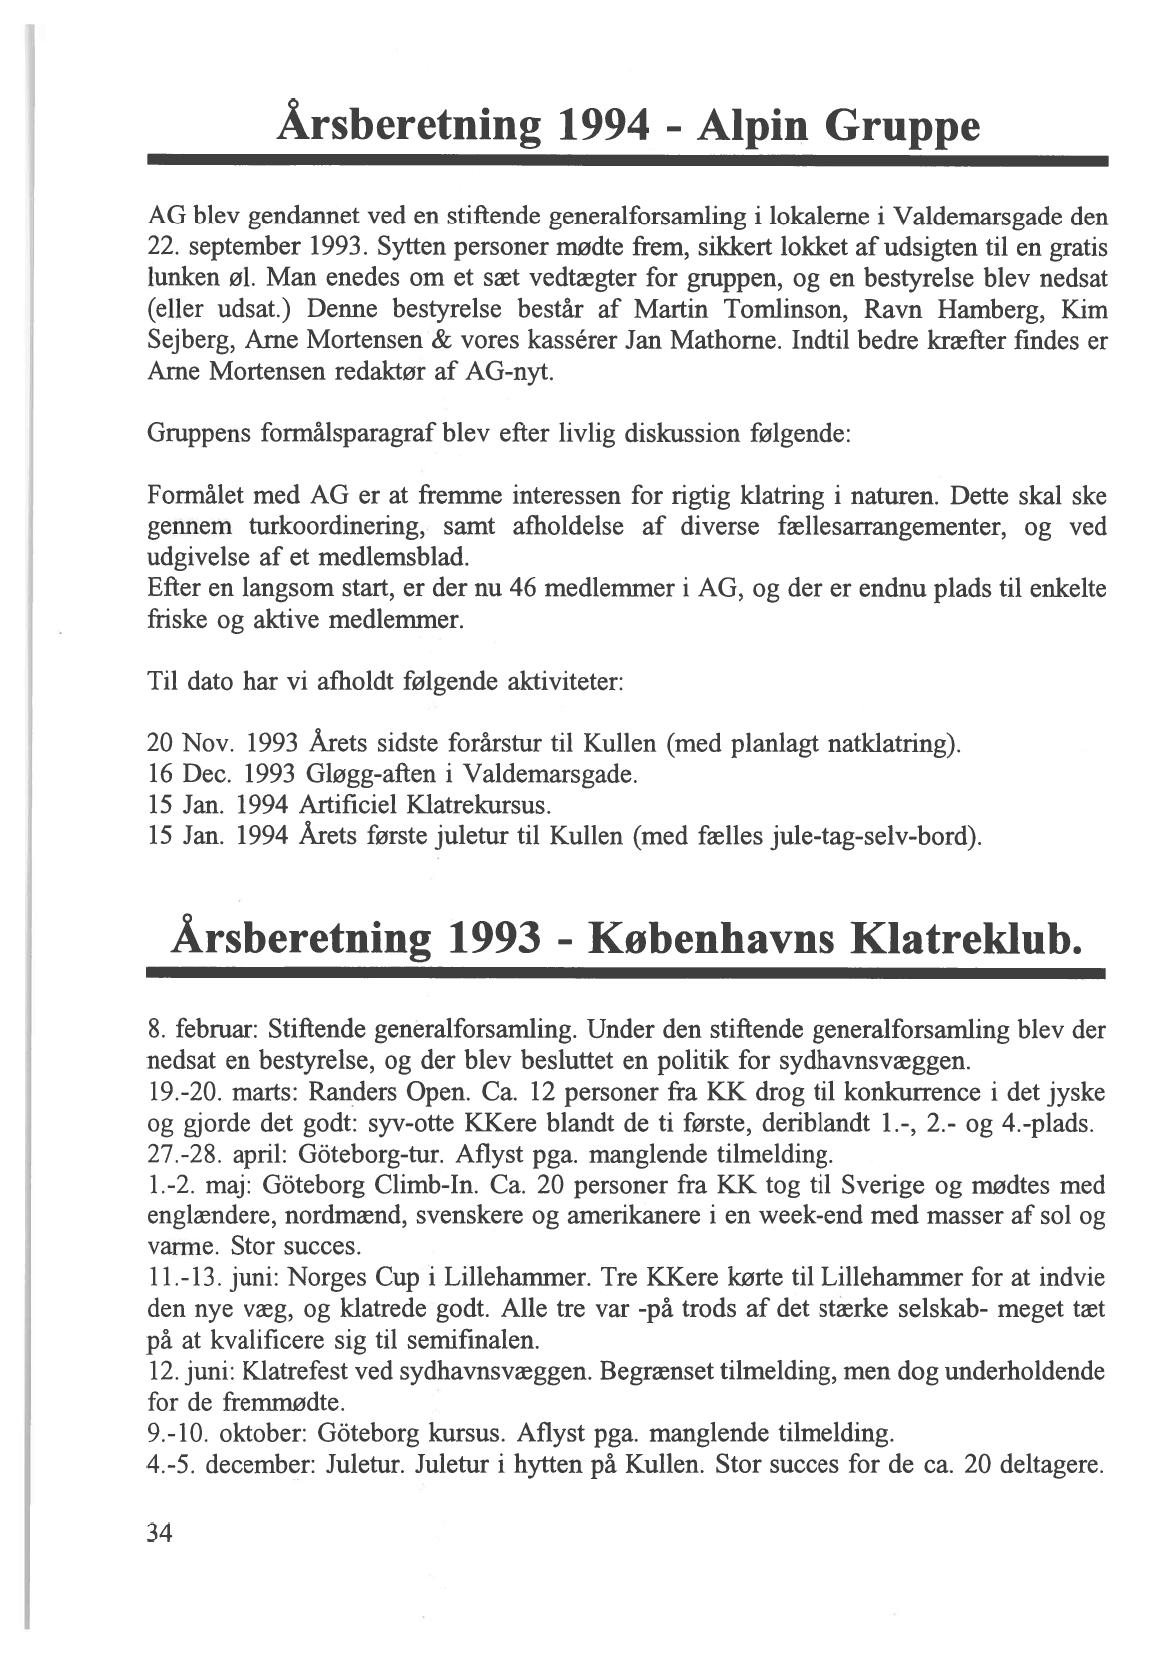 Årsberetning 1994 - Alpin Gruppe
AG blev gendannet ved en stiftende generalforsamling i lokalerne i Valdemarsgade den
22. september 1993. Sytten personer mødte frem, sikkert lokket af udsigten til en gratis
lunken øl. Man enedes om et sæt vedtægter for gruppen, og en bestyrelse blev nedsat
(eller udsat.) Denne bestyrelse består af Martin Tomlinson, Ravn Hamberg, Kim
Sejberg, Arne Mortensen & vores kassérer Jan Mathorne. Indtil bedre kræfter findes er
Arne Mortensen redaktør af AG-nyt.
Gruppens formålsparagraf blev efter livlig diskussion følgende:
Formålet med AG er at fremme interessen for rigtig klatring i naturen. Dette skal ske
gennem turkoordinering, samt afholdelse af diverse fællesarrangementer, og ved
udgivelse af et medlemsblad.
Efter en langsom start, er der nu 46 medlemmer i AG, og der er endnu plads til enkelte
friske og aktive medlemmer.
Til dato har vi afholdt følgende aktiviteter:
20 Nov. 1993 Årets sidste forårstur til Kullen (med planlagt natklatring).
16 Dec. 1993 Gløgg-aften i Valdemarsgade.
15 Jan. 1994 Artificiel Klatrekursus.
15 Jan. 1994 Årets første juletur til Kullen (med fælles jule-tag-selv-bord).
Årsberetning 1993 - Københavns Klatreklub.
8. februar: Stiftende generalforsamling. Under den stiftende generalforsamling blev der
nedsat en bestyrelse, og der blev besluttet en politik for sydhavnsvæggen.
19.-20. marts: Randers Open. Ca. 12 personer fra KK drog til konkurrence i det jyske
og gjorde det godt: syv-otte KKere blandt de ti første, deriblandt 1.-, 2.- og 4.-plads.
27.-28. april: Göteborg-tur. Aflyst pga. manglende tilmelding.
1.-2. maj: Göteborg Climb-In. Ca. 20 personer fra KK tog til Sverige og mødtes med
englændere, nordmænd, svenskere og amerikanere i en week-end med masser af sol og
varme. Stor succes.
11.-13. juni: Norges Cup i Lillehammer. Tre KKere kørte til Lillehammer for at indvie
den nye væg, og klatrede godt. Alle tre var -på trods af det stærke selskab- meget tæt
på at kvalificere sig til semifinalen.
12. juni: Klatrefest ved sydhavnsvæggen. Begrænset tilmelding, men dog underholdende
for de fremmødte.
9.-10. oktober: Göteborg kursus. Aflyst pga. manglende tilmelding.
4.-5. december: Juletur. Juletur i hytten på Kullen. Stor succes for de ca. 20 deltagere.
34